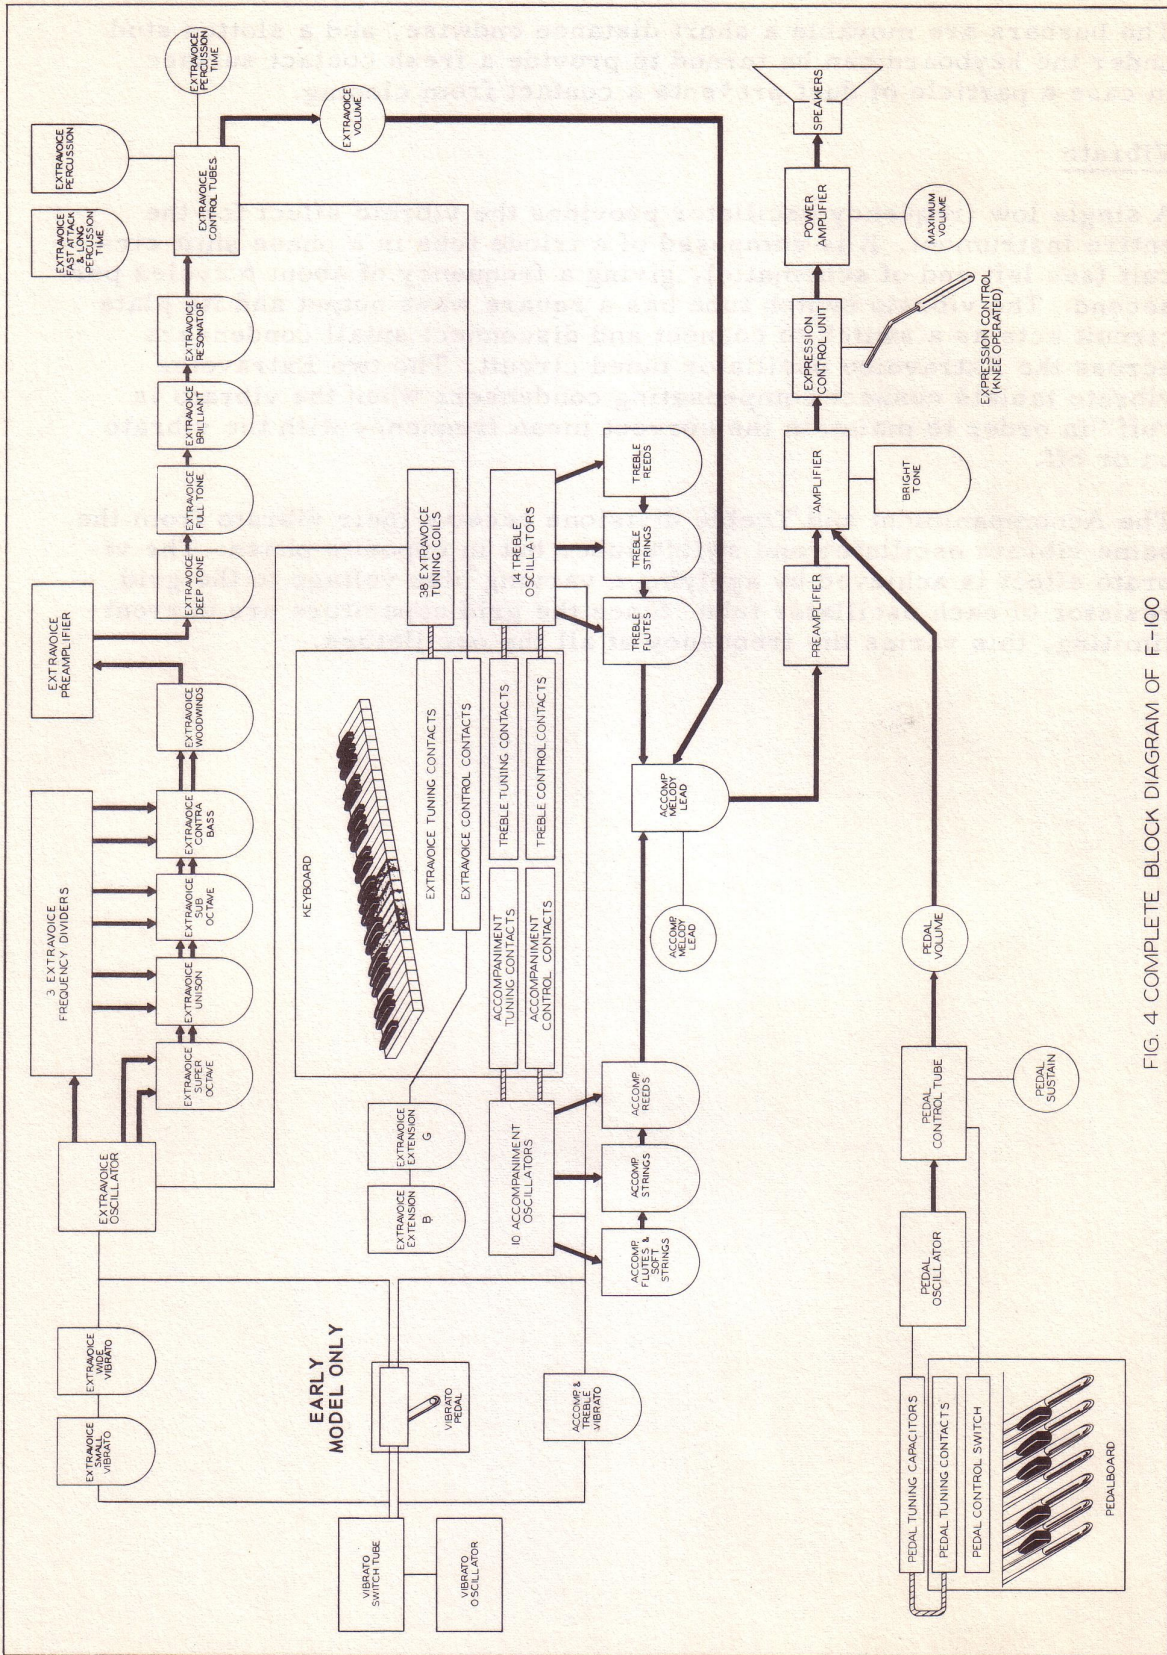 EXTRAVOICE
SMALL
VIBRATO
EXTRAVOICE
WIDE
VIBRATO
EXTRAVOICE
OSCILLATOR
3 EXTRAVOICE
FREQUENCY DIVIDERS
EXTRAVOICE
SUPER
OCTAVE
EXTRAVOICE
UNISON
EXTRAVOICE
SUB
OCTAVE
EXTRAVOICE
CONTRA
BASS
EXTRAVOICE
WOODWINDS
EXTRAVOICE
PREAMPLIFIER
EXTRAVOICE
DEEP TONE
EXTRAVOICE
FULL TONE
EXTRAVOICE
BRILLIANT
EXTRAVOICE
RESONATOR
EXTRAVOICE
FAST ATTACK
& LONG
PERCUSSION
TIME
EXTRAVOICE
PERCUSSION
EXTRAVOICE
PERCUSSION
TIME
EXTRAVOICE
CONTROL TUBES
EXTRAVOICE
VOLUME
VIBRATO
SWITCH TUBE
VIBRATO
OSCILLATOR
EARLY
MODEL ONLY
VIBRATO
PEDAL
ACCOMP. &
TREBLE
VIBRATO
EXTRAVOICE
EXTENSION
B
EXTRAVOICE
EXTENSION
G
KEYBOARD
EXTRAVOICE TUNING CONTACTS
EXTRAVOICE CONTROL CONTACTS
ACCOMPANIMENT
TUNING CONTACTS
ACCOMPANIMENT
CONTROL CONTACTS
TREBLE TUNING CONTACTS
TREBLE CONTROL CONTACTS
38 EXTRAVOICE
TUNING COILS
14 TREBLE
OSCILLATORS
10 ACCOMPANIMENT
OSCILLATORS
ACCOMP.
FLUTES &
SOFT
STRINGS
ACCOMP.
STRINGS
ACCOMP.
REEDS
TREBLE
FLUTES
TREBLE
STRINGS
TREBLE
REEDS
ACCOMP.
MELODY
LEAD
ACCOMP.
MELODY
LEAD
PREAMPLIFIER
AMPLIFIER
BRIGHT
TONE
EXPRESSION
CONTROL UNIT
EXPRESSION CONTROL
(KNEE OPERATED)
POWER
AMPLIFIER
MAXIMUM
VOLUME
SPEAKERS
PEDAL TUNING CAPACITORS
PEDAL TUNING CONTACTS
PEDAL CONTROL SWITCH
PEDALBOARD
PEDAL
OSCILLATOR
PEDAL
CONTROL TUBE
PEDAL
SUSTAIN
PEDAL
VOLUME
FIG. 4 COMPLETE BLOCK DIAGRAM OF F-100